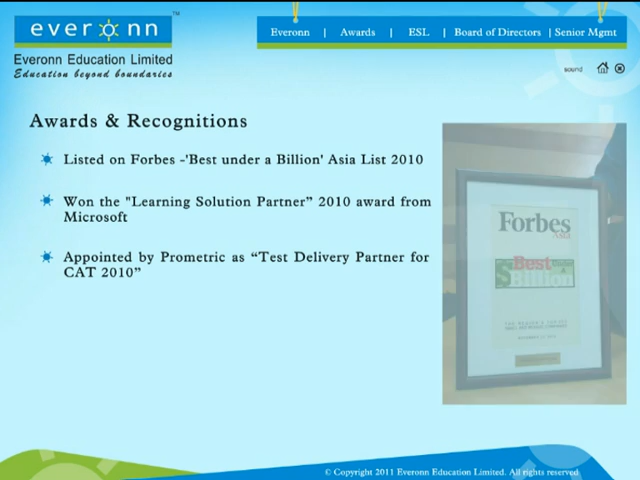 everonn
TM
Everonn Education Limited
Education beyond boundaries
Everonn | Awards | ESL | Board of Directors | Senior Mgmt
sound
Awards & Recognitions
Listed on Forbes -'Best under a Billion' Asia List 2010
Won the "Learning Solution Partner” 2010 award from
Microsoft
Appointed by Prometric as “Test Delivery Partner for
CAT 2010”
Forbes
ASIA
Best
$Billion
© Copyright 2011 Everonn Education Limited. All rights reserved